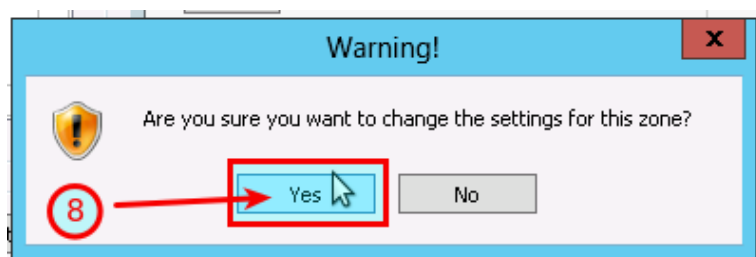 Warning!
x
Are you sure you want to change the settings for this zone?
Yes
No
8